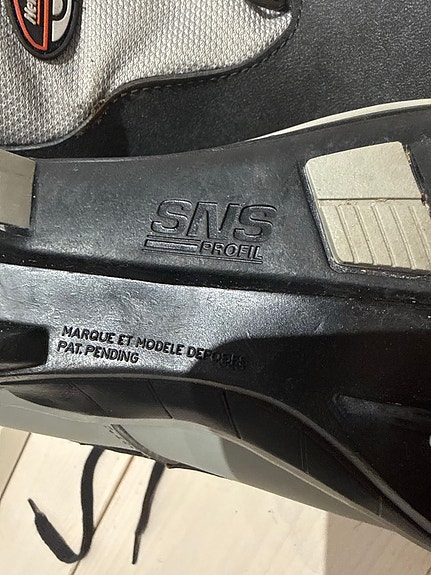 SNS
PROFIL
MARQUE ET MODELE DEPOSES
PAT. PENDING